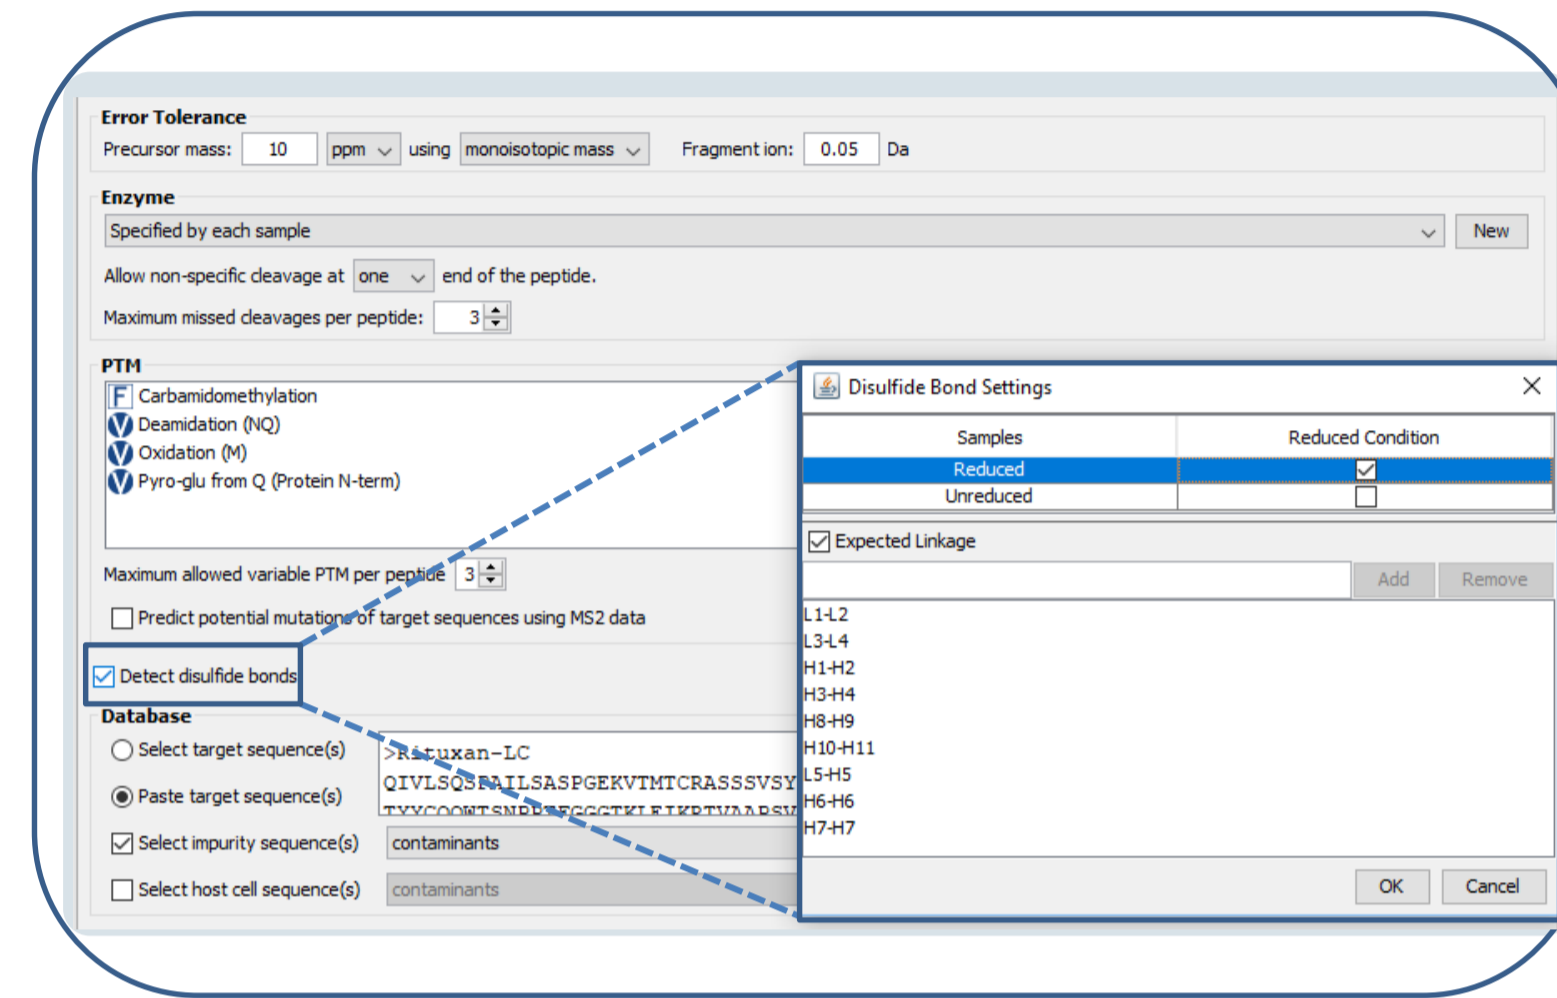 Error Tolerance
Precursor mass: 10 ppm using monoisotopic mass Fragment ion: 0.05 Da
Enzyme
Specified by each sample New
Allow non-specific cleavage at one end of the peptide.
Maximum missed cleavages per peptide: 3
PTM
F Carbamidomethylation
V Deamidation (NQ)
V Oxidation (M)
V Pyro-glu from Q (Protein N-term)
Maximum allowed variable PTM per peptide 3
Predict potential mutations of target sequences using MS2 data
Detect disulfide bonds
Database
Select target sequence(s)
Paste target sequence(s)
>Rituxan-LC
QIVLSQSPAILSASPGEKVTMTCRASSSVSY
Select impurity sequence(s) contaminants
Select host cell sequence(s) contaminants
Disulfide Bond Settings
Samples Reduced Condition
Reduced
Unreduced
Expected Linkage
Add Remove
L1-L2
L3-L4
H1-H2
H3-H4
H8-H9
H10-H11
L5-H5
H6-H6
H7-H7
OK Cancel